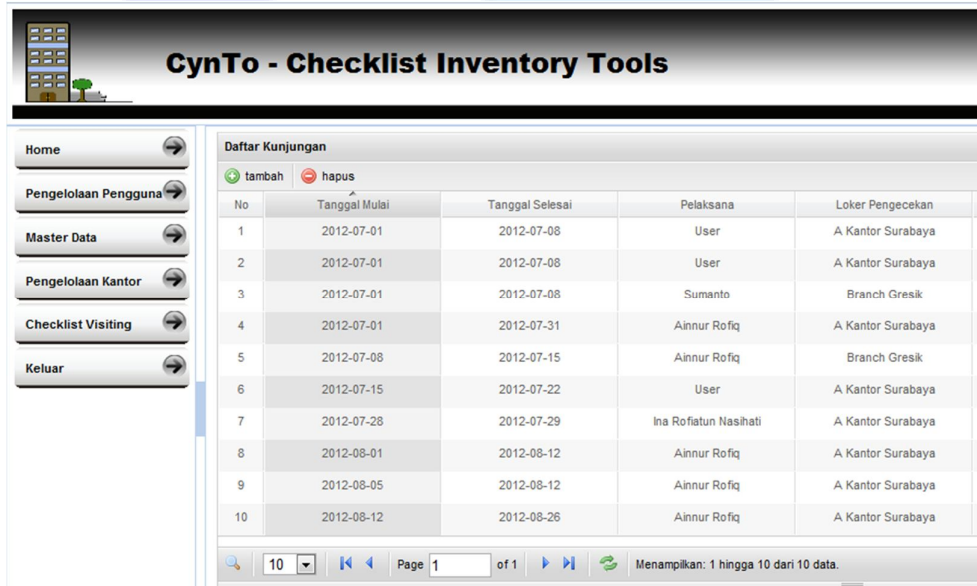 CynTo - Checklist Inventory Tools
Home
Pengelolaan Pengguna
Master Data
Pengelolaan Kantor
Checklist Visiting
Keluar
Daftar Kunjungan
tambah hapus
No Tanggal Mulai Tanggal Selesai Pelaksana Loker Pengecekan
1 2012-07-01 2012-07-08 User A Kantor Surabaya
2 2012-07-01 2012-07-08 User A Kantor Surabaya
3 2012-07-01 2012-07-08 Sumanto Branch Gresik
4 2012-07-01 2012-07-31 Ainnur Rofiq A Kantor Surabaya
5 2012-07-08 2012-07-15 Ainnur Rofiq Branch Gresik
6 2012-07-15 2012-07-22 User A Kantor Surabaya
7 2012-07-28 2012-07-29 Ina Rofiatun Nasihati A Kantor Surabaya
8 2012-08-01 2012-08-12 Ainnur Rofiq A Kantor Surabaya
9 2012-08-05 2012-08-12 Ainnur Rofiq A Kantor Surabaya
10 2012-08-12 2012-08-26 Ainnur Rofiq A Kantor Surabaya
10 Page 1 of 1 Menampilkan: 1 hingga 10 dari 10 data.